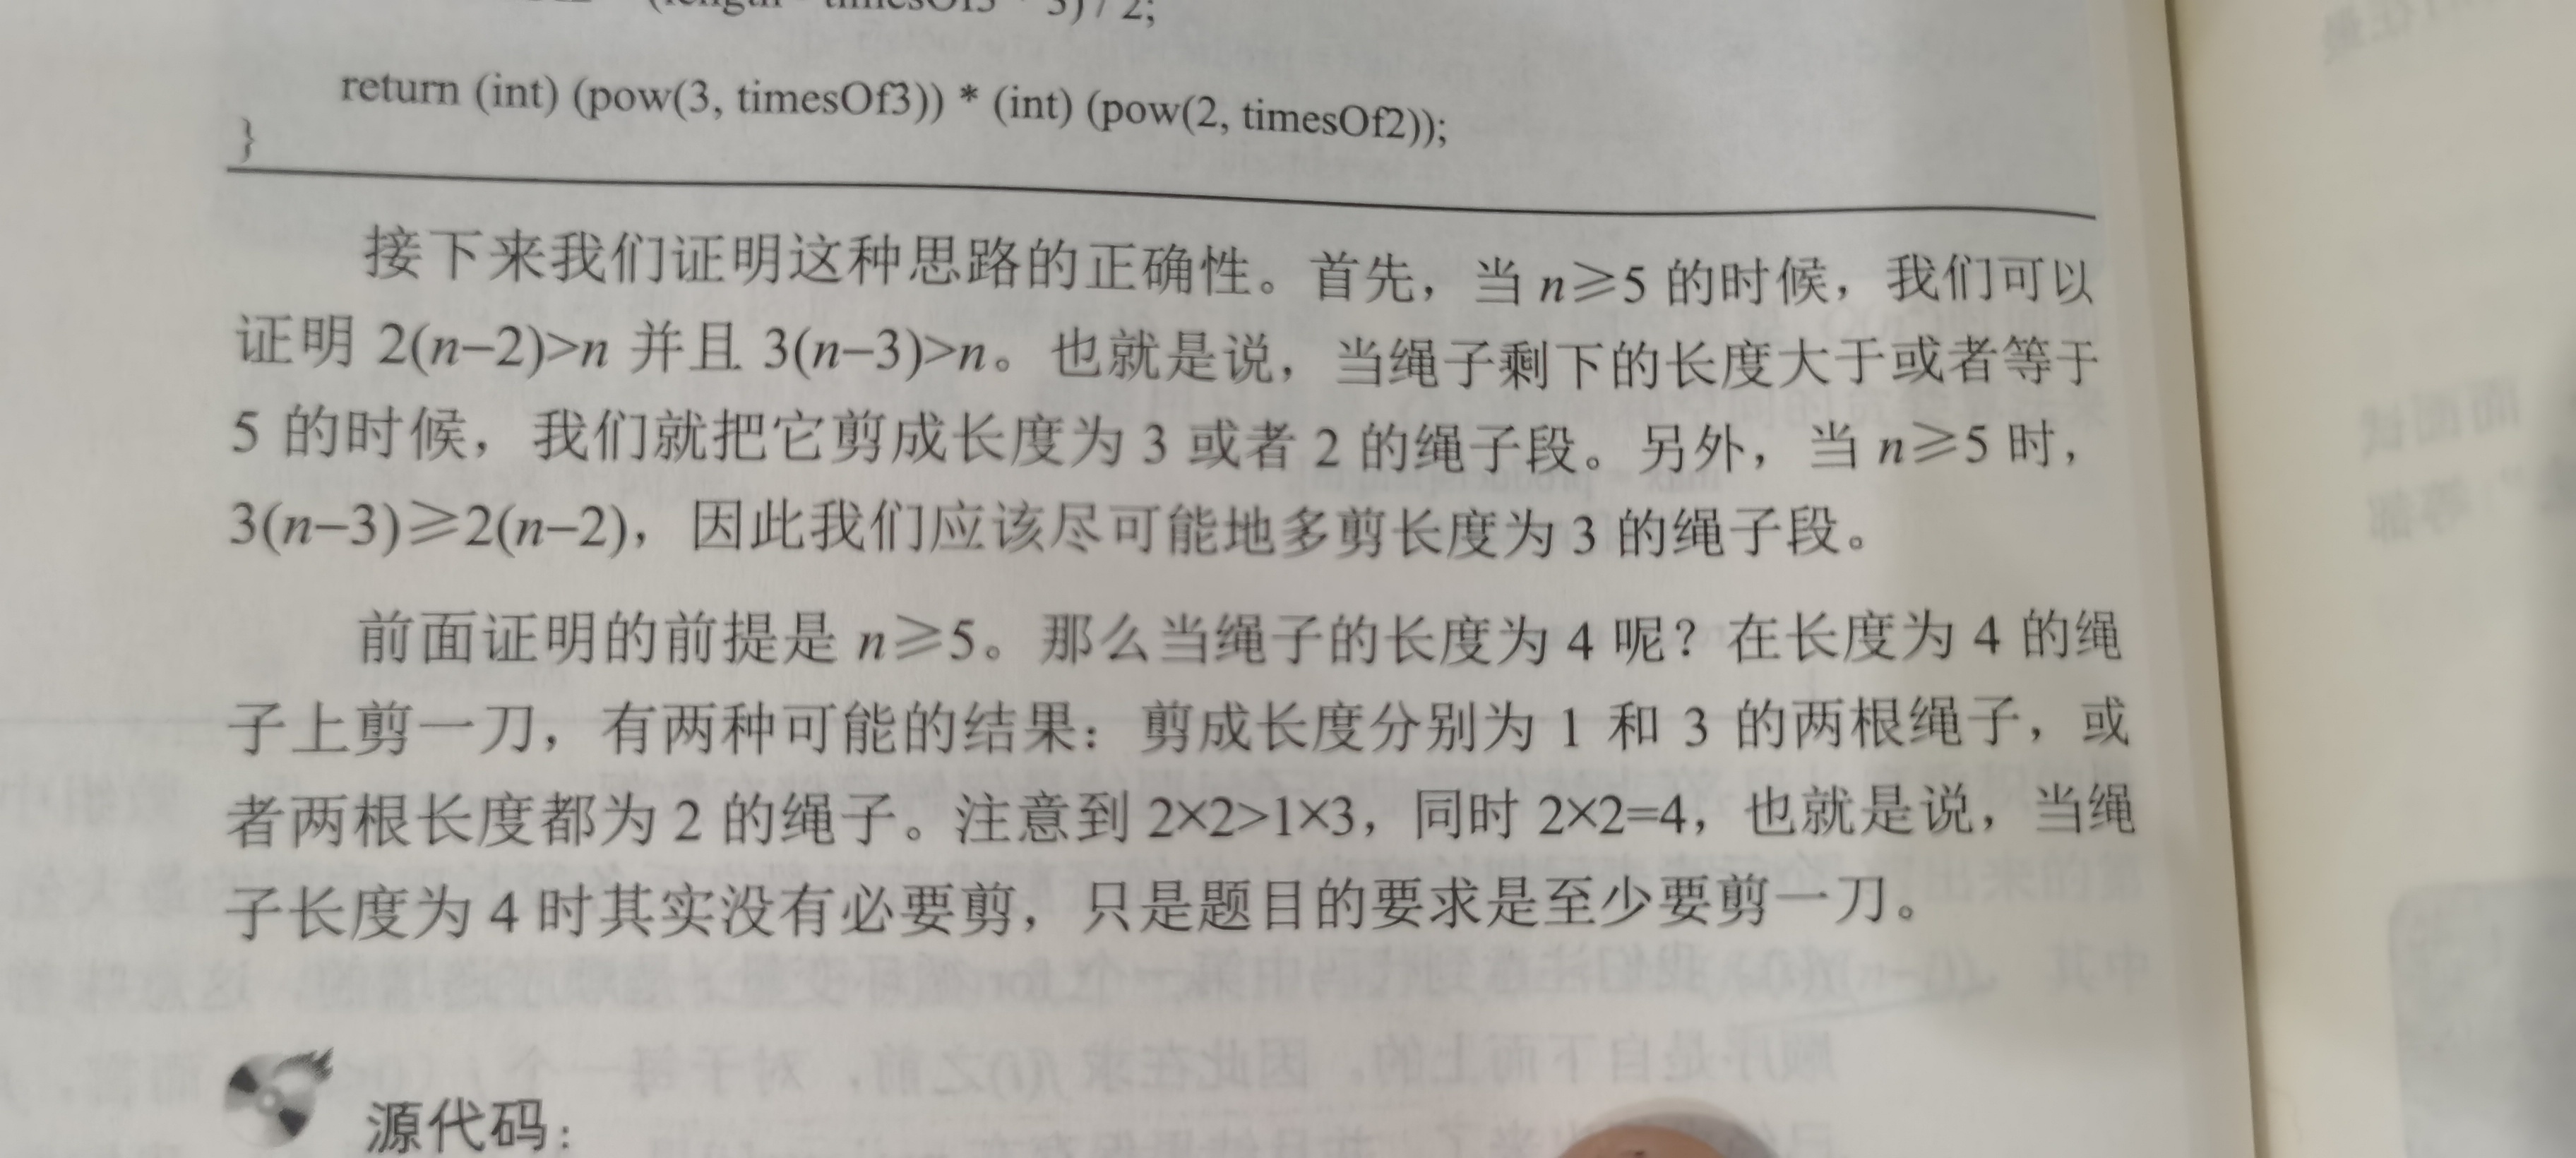 (length - timesOf3 * 3) / 2;
return (int) (pow(3, timesOf3)) * (int) (pow(2, timesOf2));
}
接下来我们证明这种思路的正确性。首先，当 n≥5 的时候，我们可以
证明 2(n−2)>n 并且 3(n−3)>n。也就是说，当绳子剩下的长度大于或者等于
5 的时候，我们就把它剪成长度为 3 或者 2 的绳子段。另外，当 n≥5 时，
3(n−3)≥2(n−2)，因此我们应该尽可能地多剪长度为 3 的绳子段。
前面证明的前提是 n≥5。那么当绳子的长度为 4 呢？在长度为 4 的绳
子上剪一刀，有两种可能的结果：剪成长度分别为 1 和 3 的两根绳子，或
者两根长度都为 2 的绳子。注意到 2×2>1×3，同时 2×2=4，也就是说，当绳
子长度为 4 时其实没有必要剪，只是题目的要求是至少要剪一刀。
源代码：